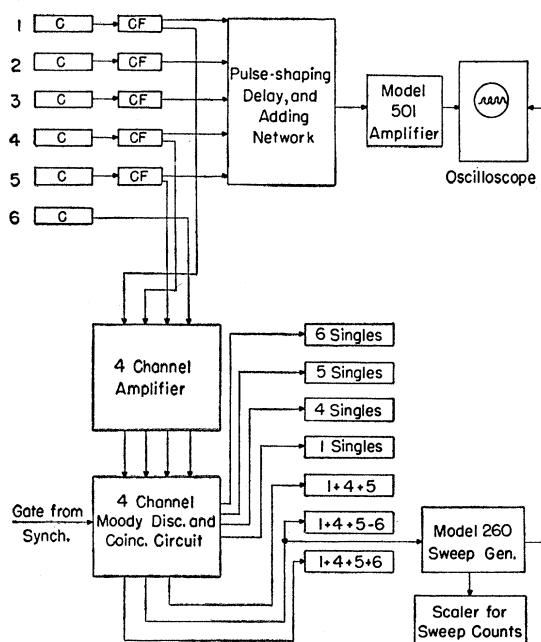 1 C CF
2 C CF
3 C CF
4 C CF
5 C CF
6 C
Pulse-shaping
Delay, and
Adding
Network
Model
501
Amplifier
Oscilloscope
4 Channel
Amplifier
6 Singles
5 Singles
4 Singles
1 Singles
1+4+5
1+4+5-6
1+4+5+6
Gate from
Synch.
4 Channel
Moody Disc. and
Coinc. Circuit
Model 260
Sweep Gen.
Scaler for
Sweep Counts